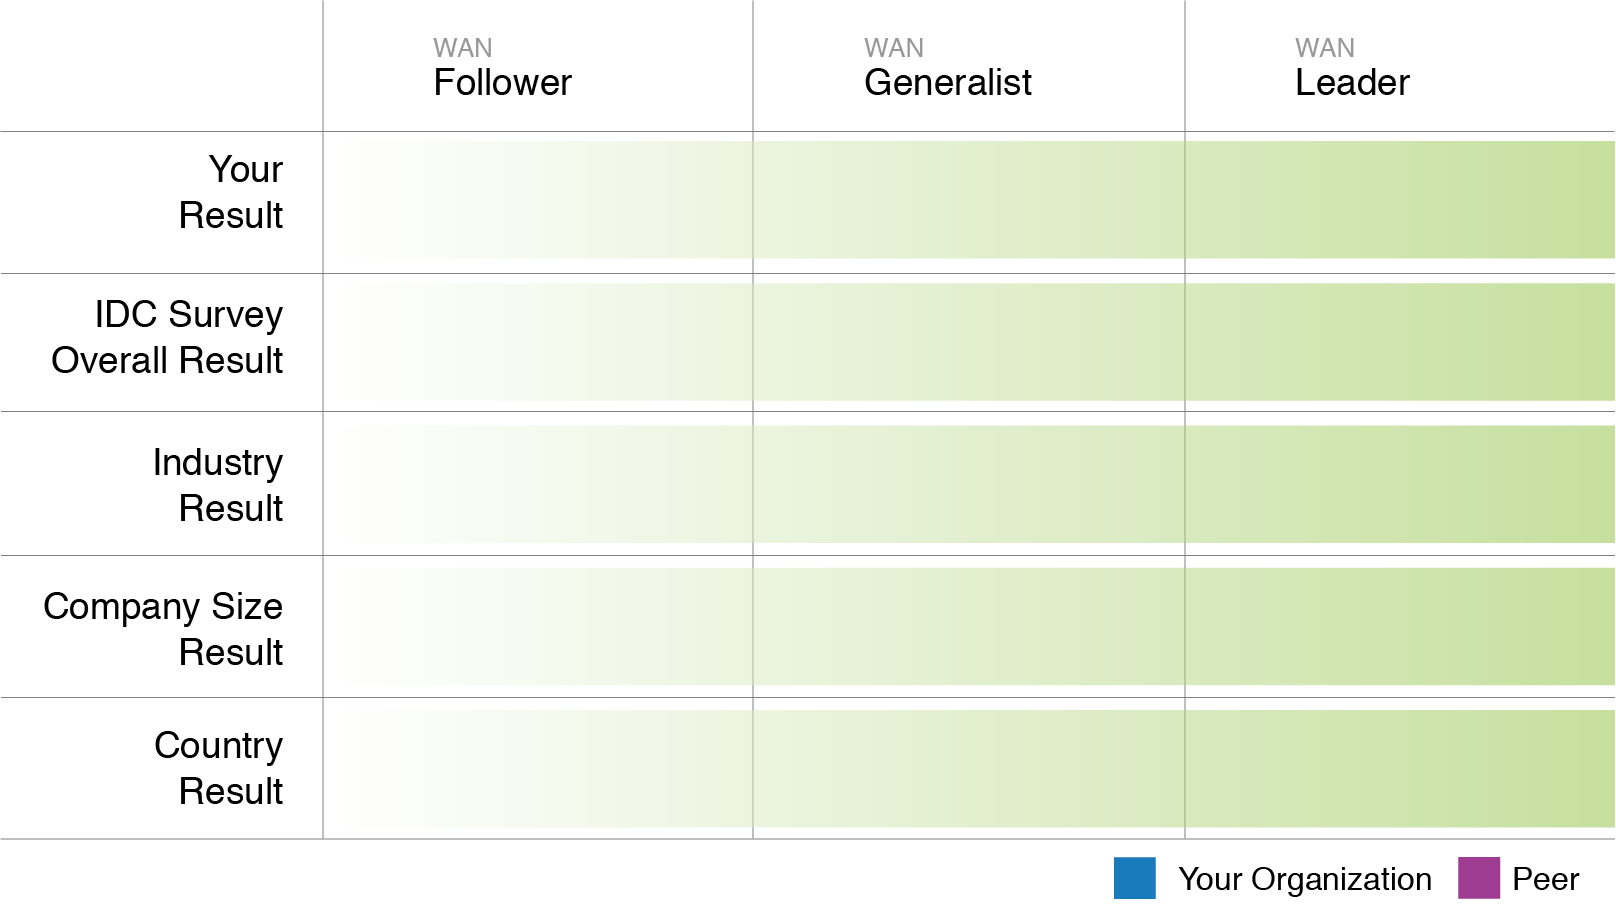 WAN
Follower
WAN
Generalist
WAN
Leader
Your
Result
IDC Survey
Overall Result
Industry
Result
Company Size
Result
Country
Result
Your Organization
Peer